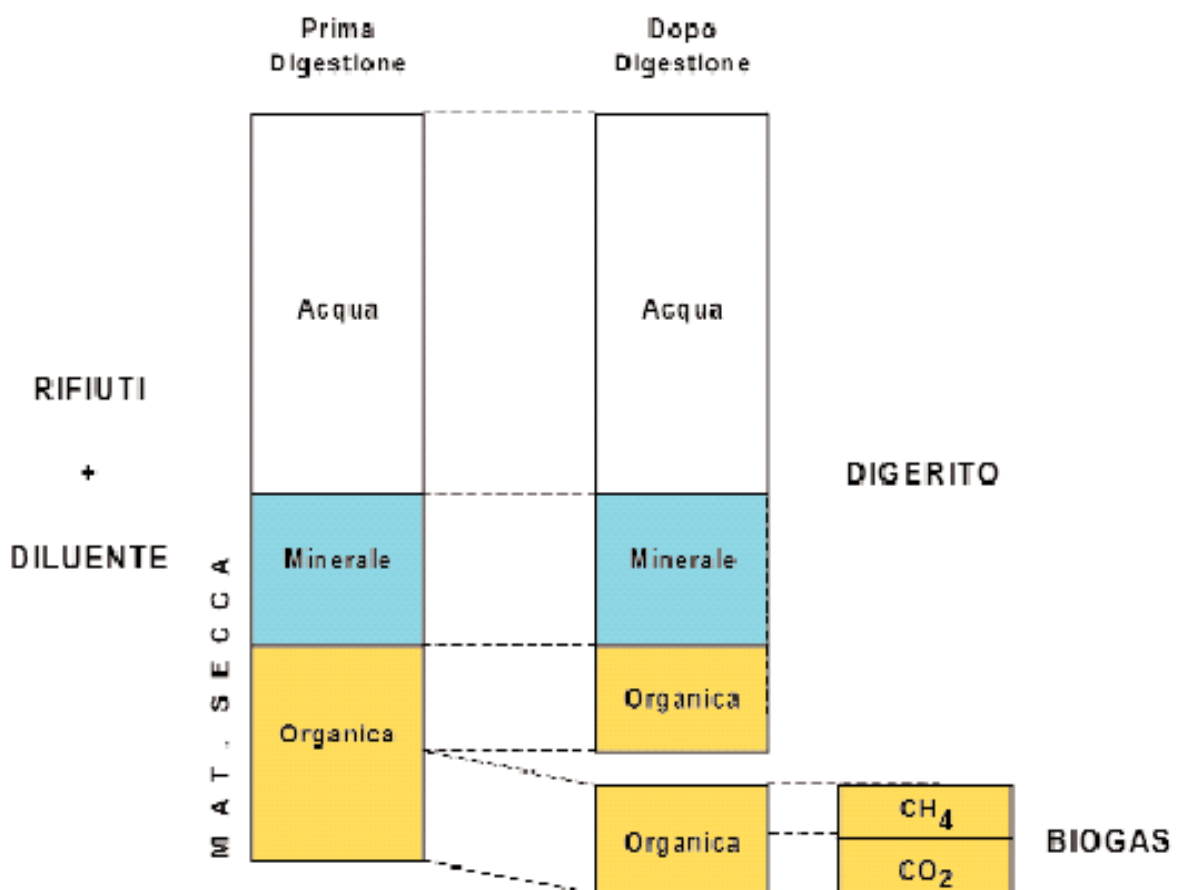 Prima
Digestione
Dopo
Digestione
Acqua
Acqua
RIFIUTI
+
DILUENTE
DIGERITO
MAT. SECCA
Minerale
Minerale
Organica
Organica
Organica
CH4
CO2
BIOGAS